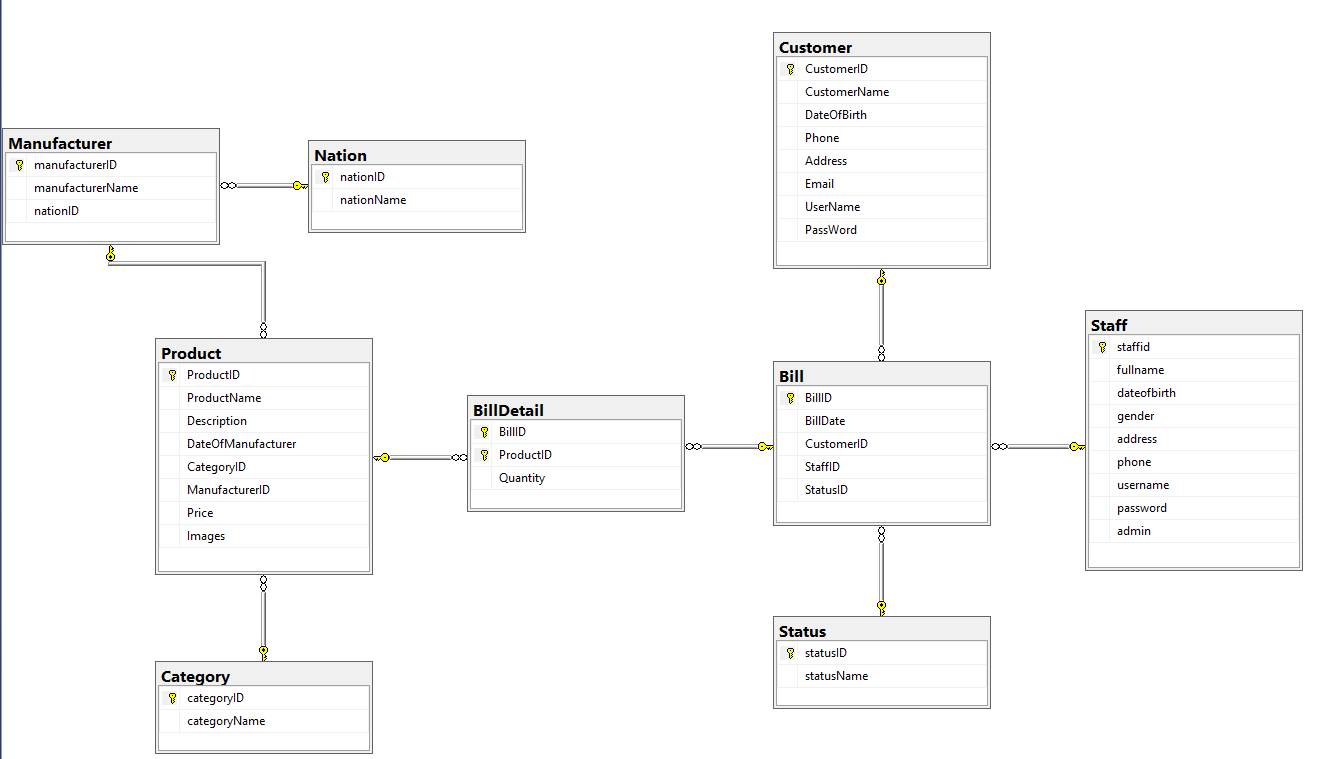 Manufacturer
manufacturerID
manufacturerName
nationID
Nation
nationID
nationName
Customer
CustomerID
CustomerName
DateOfBirth
Phone
Address
Email
UserName
PassWord
Product
ProductID
ProductName
Description
DateOfManufacturer
CategoryID
ManufacturerID
Price
Images
BillDetail
BillID
ProductID
Quantity
Bill
BillID
BillDate
CustomerID
StaffID
StatusID
Staff
staffid
fullname
dateofbirth
gender
address
phone
username
password
admin
Category
categoryID
categoryName
Status
statusID
statusName